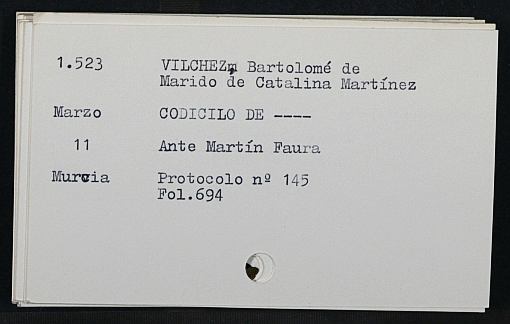 1.523 VILCHEZ, Bartolomé de
Marido de Catalina Martínez
Marzo CODICILO DE ----
11 Ante Martín Faura
Murcia Protocolo nº 145
Fol.694